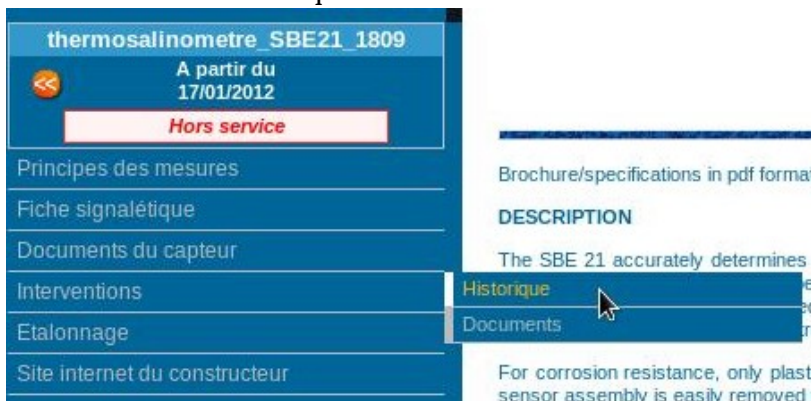 thermosalinometre_SBE21_1809
A partir du
17/01/2012
Hors service
Principes des mesures
Fiche signalétique
Documents du capteur
Interventions
Etalonnage
Site internet du constructeur
Historique
Documents
Brochure/specifications in pdf format
DESCRIPTION
The SBE 21 accurately determines
For corrosion resistance, only
sensor assembly is easily removed